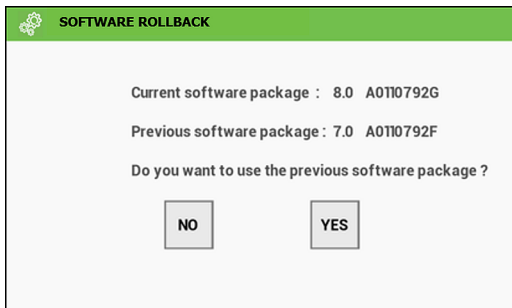 SOFTWARE ROLLBACK
Current software package : 8.0 A0110792G
Previous software package : 7.0 A0110792F
Do you want to use the previous software package ?
NO YES